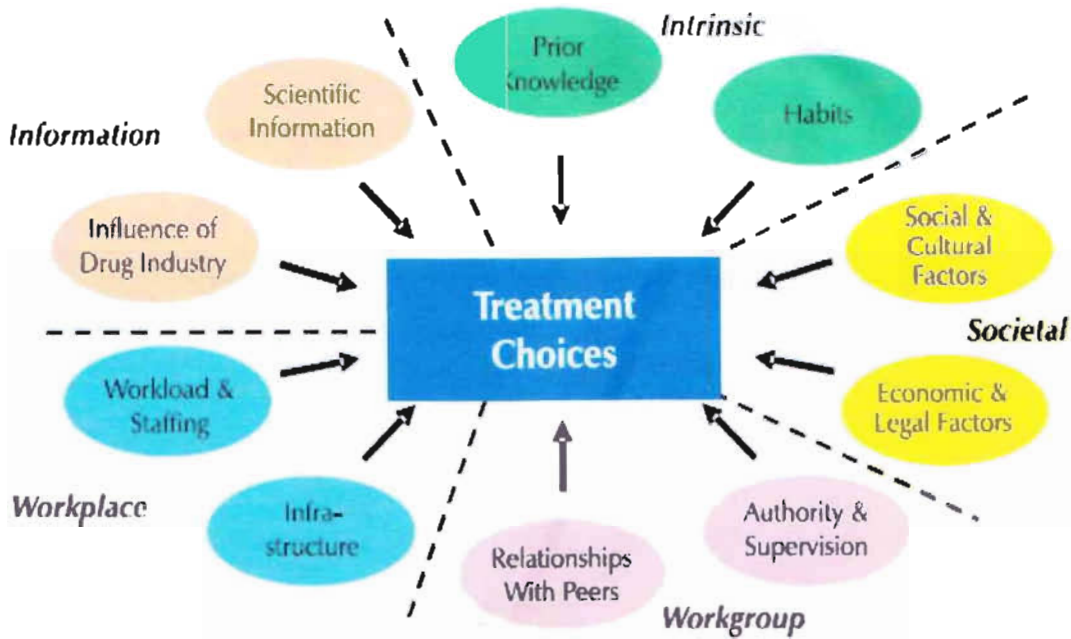 Intrinsic
Prior
Knowledge
Habits
Scientific
Information
Information
Influence of
Drug Industry
Social &
Cultural
Factors
Treatment
Choices
Societal
Workload &
Staffing
Economic &
Legal Factors
Workplace
Infra-
structure
Authority &
Supervision
Relationships
With Peers
Workgroup